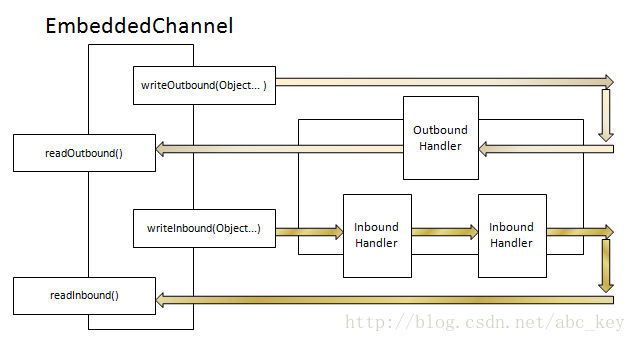 EmbeddedChannel
writeOutbound(Object... )
Outbound
Handler
readOutbound()
writeInbound(Object...)
Inbound
Handler
Inbound
Handler
readInbound()
http://blog.csdn.net/abc_key